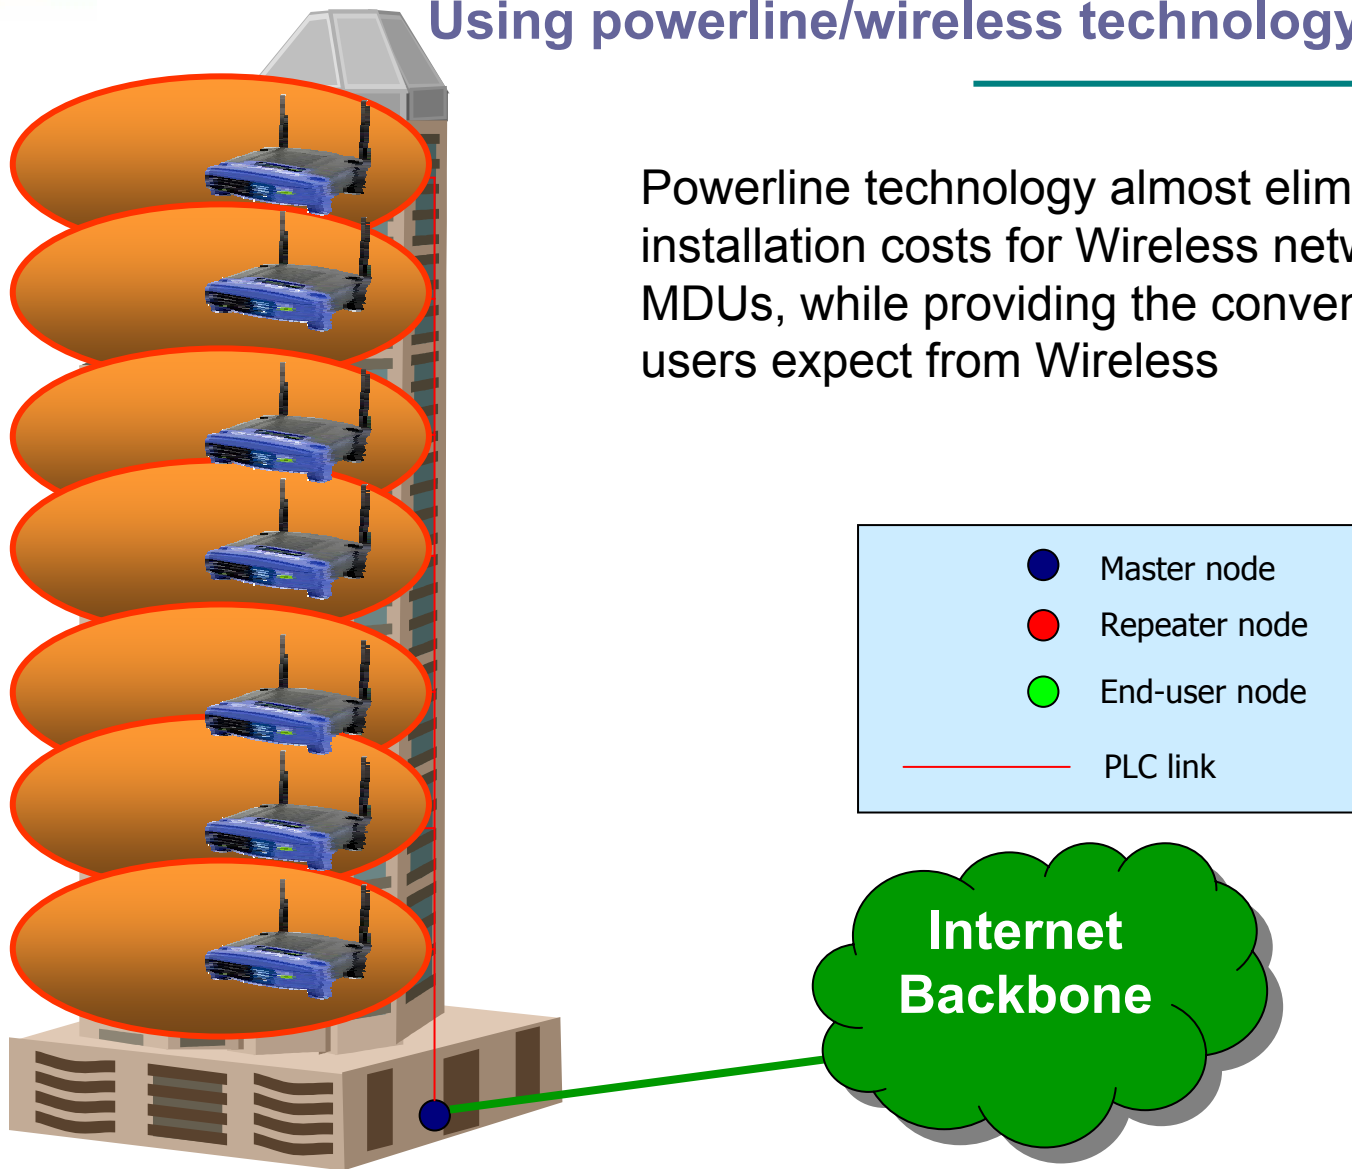 Using powerline/wireless technology
Powerline technology almost elim
installation costs for Wireless netw
MDUs, while providing the conver
users expect from Wireless
Master node
Repeater node
End-user node
PLC link
Internet
Backbone